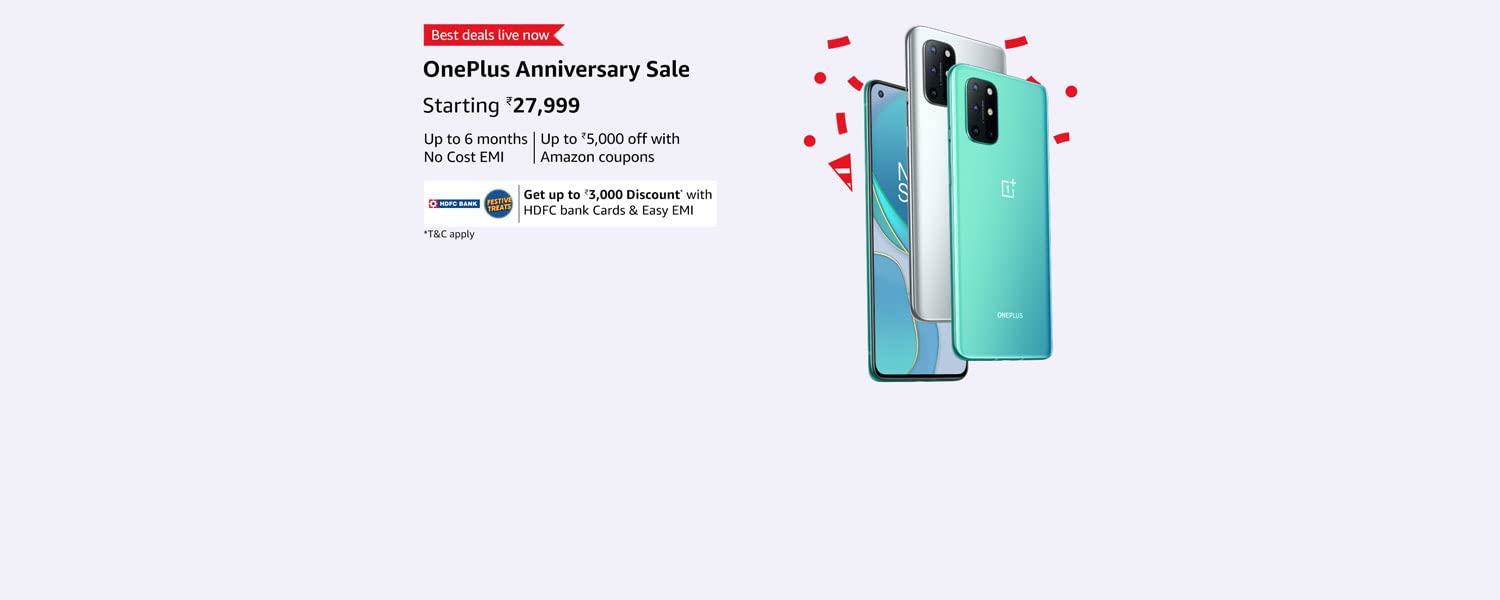 Best deals live now
OnePlus Anniversary Sale
Starting ₹27,999
Up to 6 months
No Cost EMI
Up to ₹5,000 off with
Amazon coupons
HDFC BANK
FESTIVE
TREATS
Get up to ₹3,000 Discount* with
HDFC bank Cards & Easy EMI
*T&C apply
N
S
1+
ONEPLUS